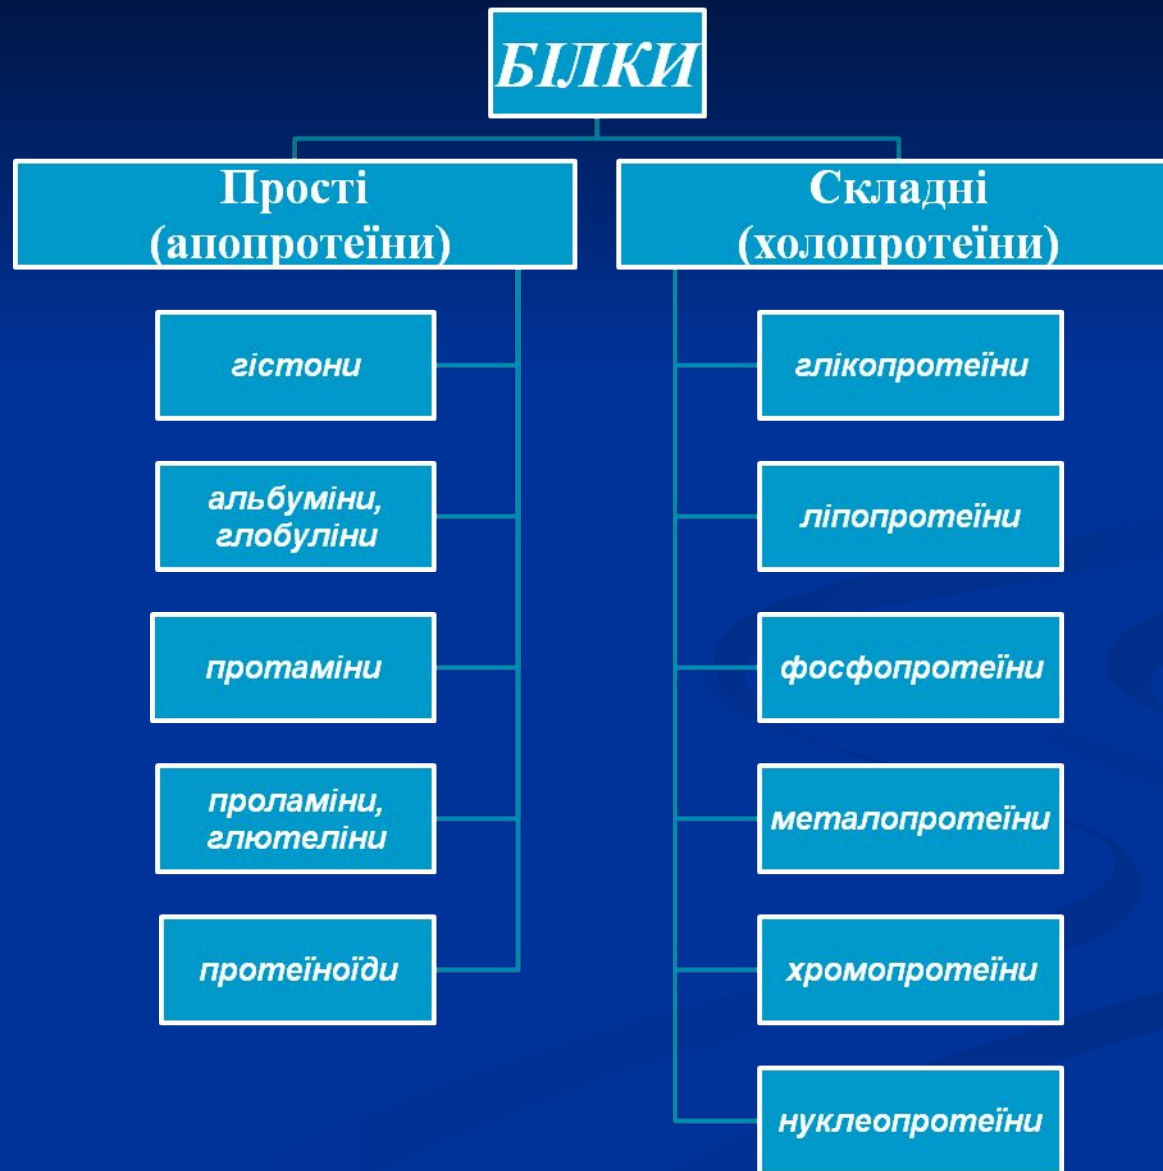 БІЛКИ
Прості
(апопротеїни)
гістони
альбуміни,
глобуліни
протаміни
проламіни,
глютеліни
протеїноїди
Складні
(холопротеїни)
глікопротеїни
ліпопротеїни
фосфопротеїни
металопротеїни
хромопротеїни
нуклеопротеїни